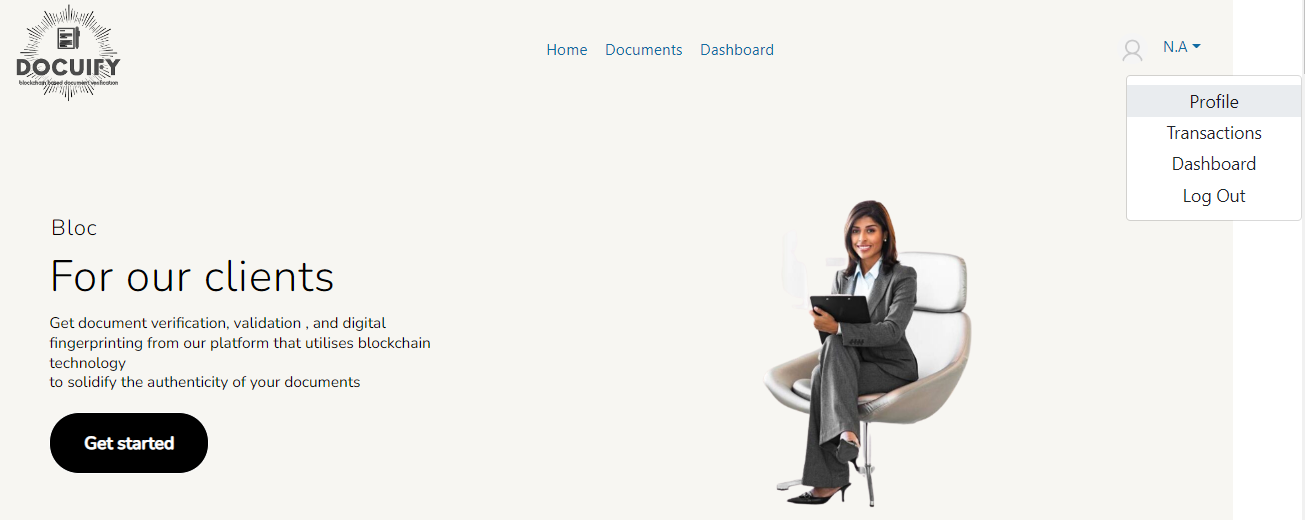 DOCUIFY
blockchain based document verification
Home Documents Dashboard
N.A
Profile
Transactions
Dashboard
Log Out
Bloc
For our clients
Get document verification, validation , and digital
fingerprinting from our platform that utilises blockchain
technology
to solidify the authenticity of your documents
Get started